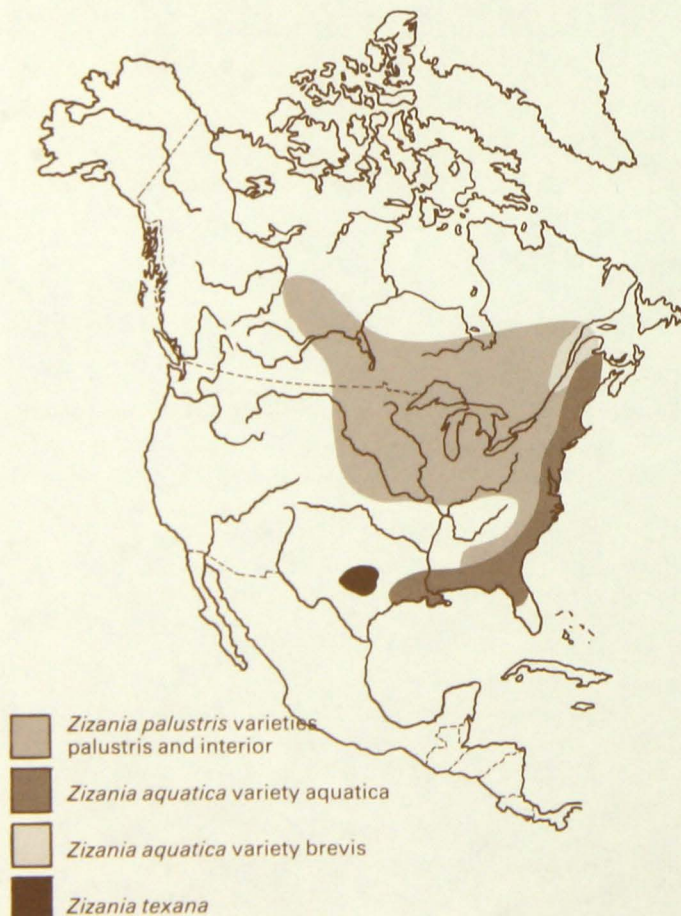 Zizania palustris varieties
palustris and interior
Zizania aquatica variety aquatica
Zizania aquatica variety brevis
Zizania texana